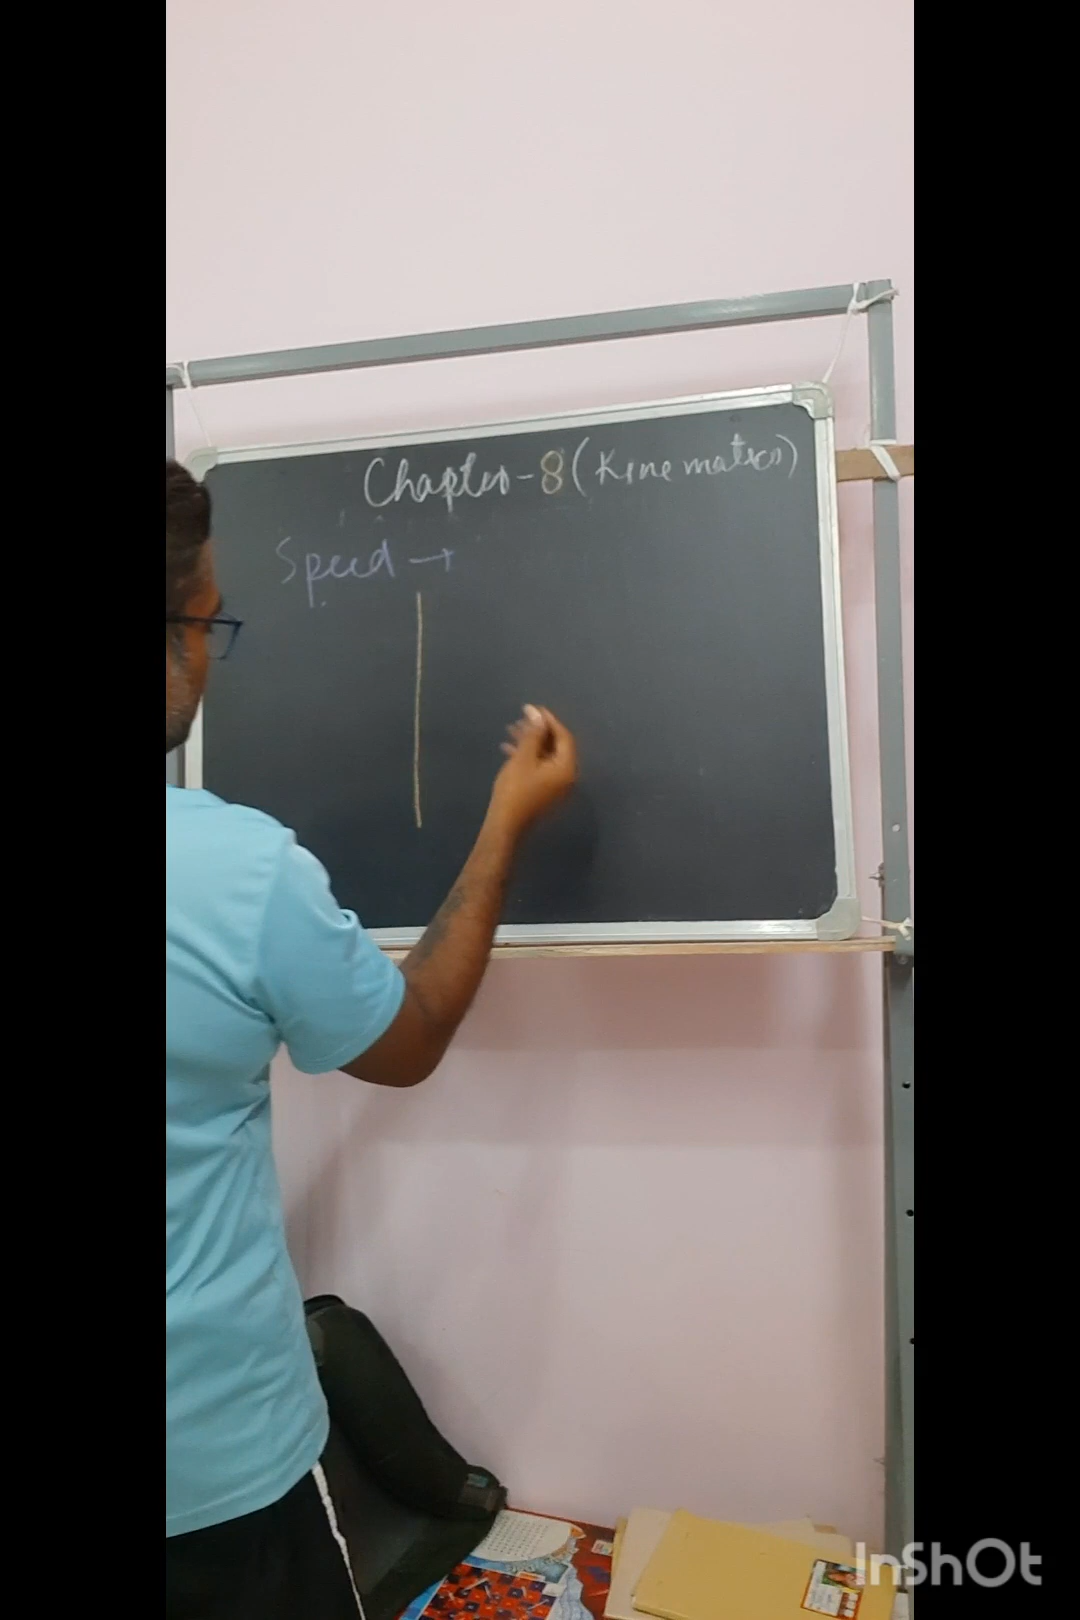 Chapter-8 (Kinematics)
Speed →
InShOt